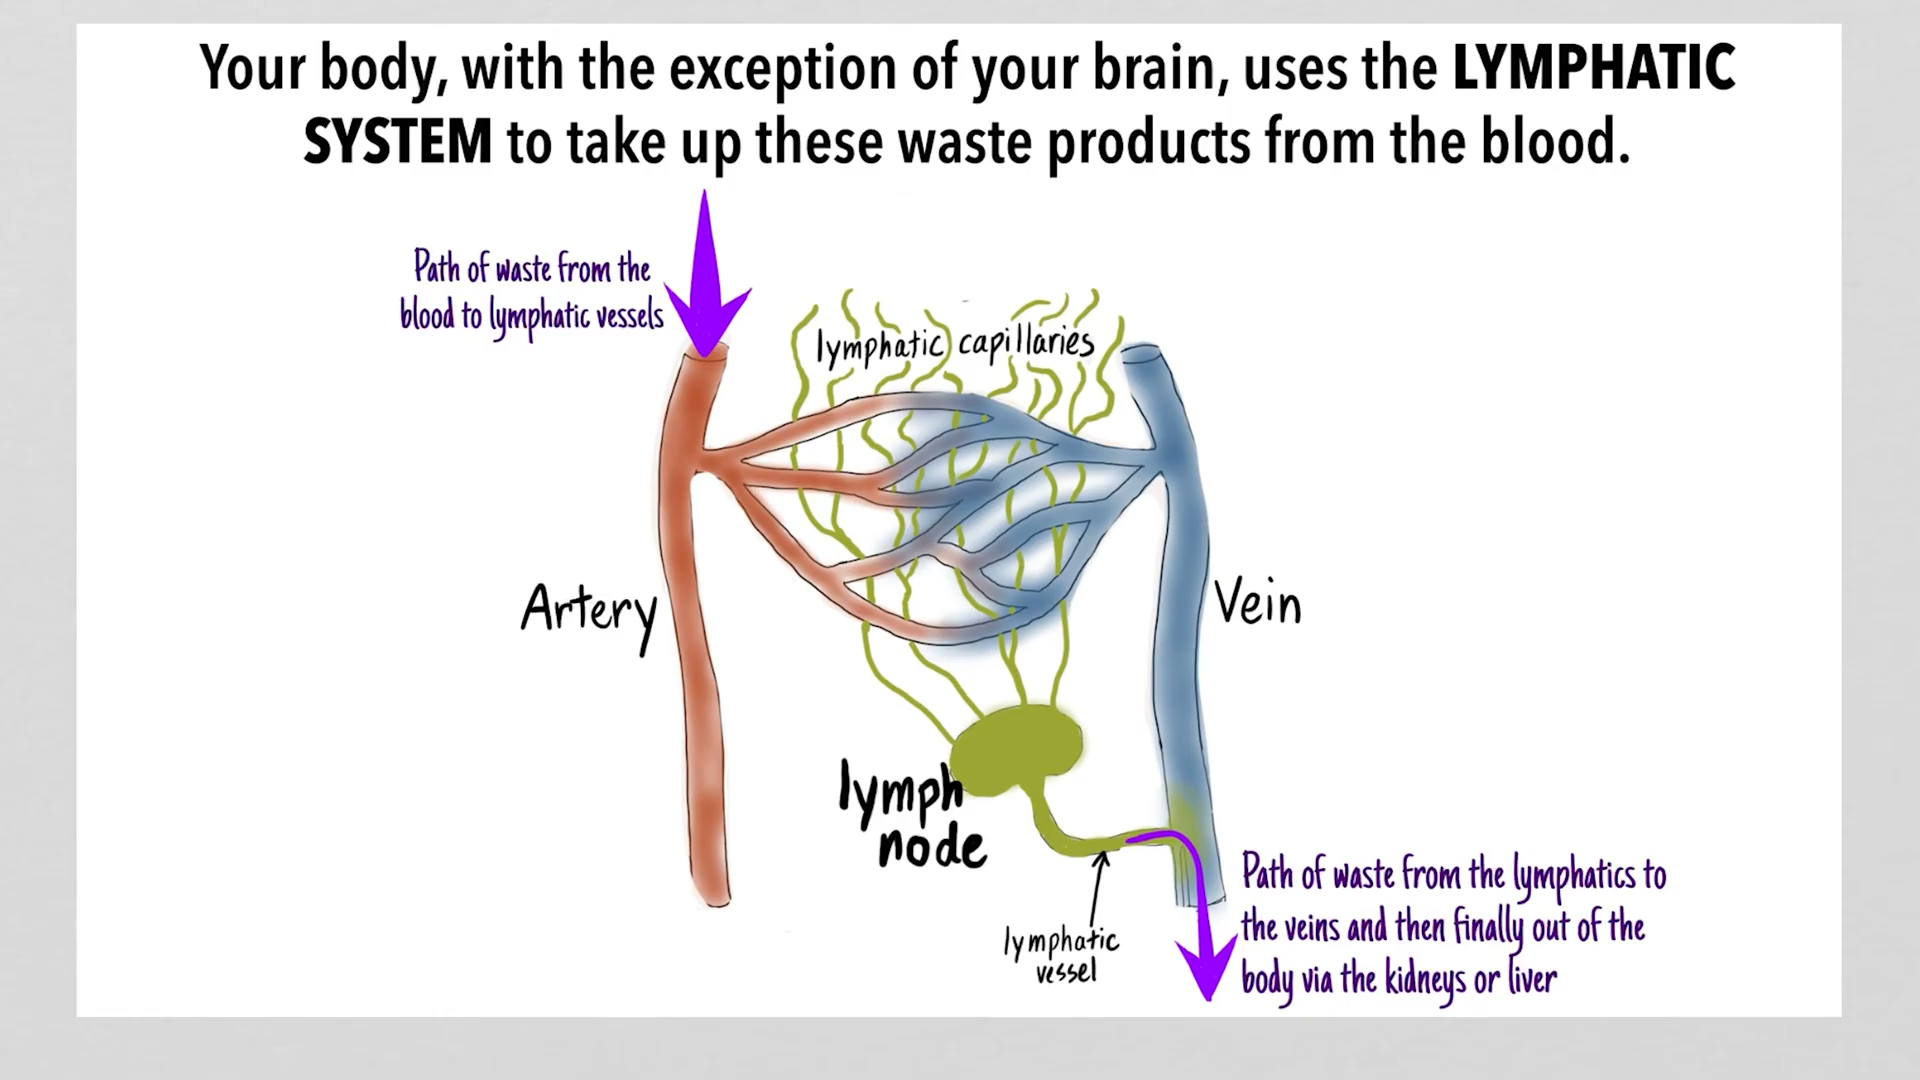 Your body, with the exception of your brain, uses the LYMPHATIC
SYSTEM to take up these waste products from the blood.
Path of waste from the
blood to lymphatic vessels
lymphatic capillaries
Artery
Vein
lymph
node
lymphatic
vessel
Path of waste from the lymphatics to
the veins and then finally out of the
body via the kidneys or liver